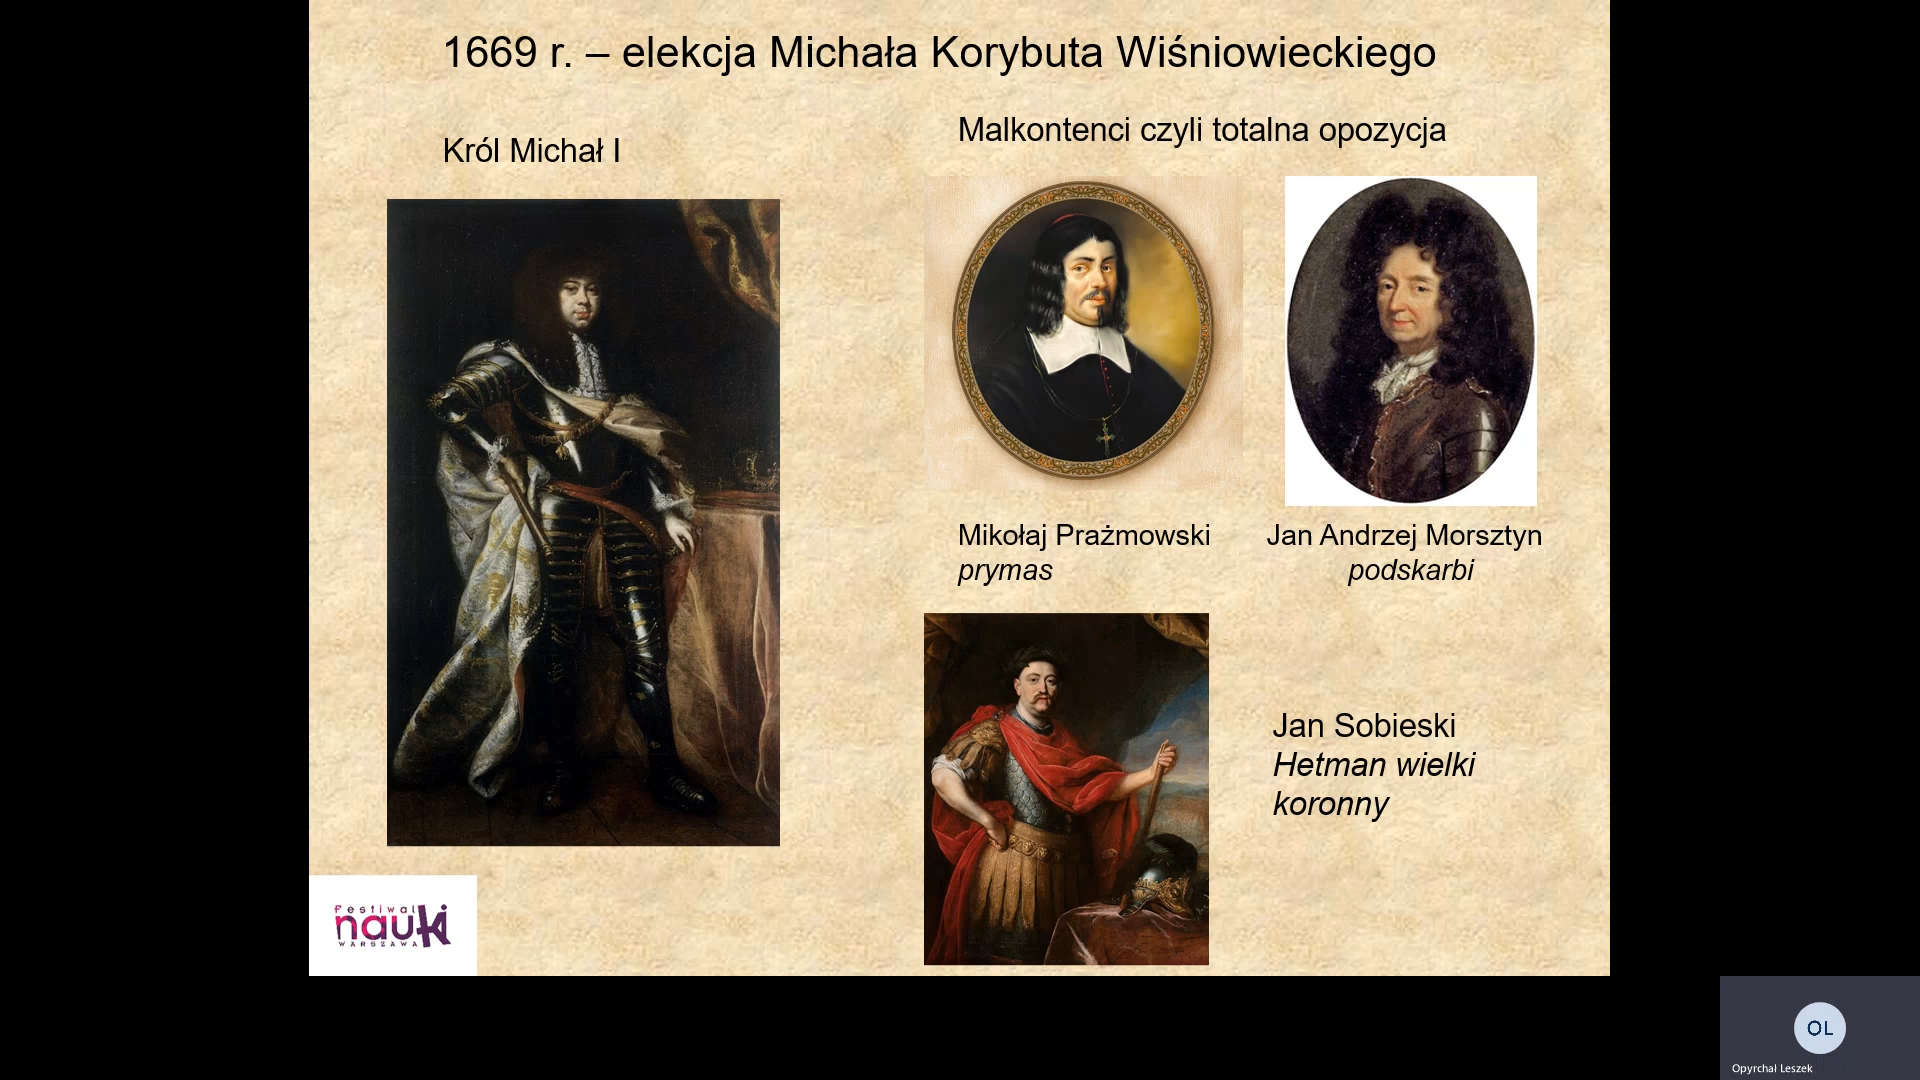 1669 r. – elekcja Michała Korybuta Wiśniowieckiego
Król Michał I
Malkontenci czyli totalna opozycja
Mikołaj Prażmowski
prymas
Jan Andrzej Morsztyn
podskarbi
Jan Sobieski
Hetman wielki
koronny
Festiwal
nauki
WARSZAWA
OL
Opyrchał Leszek